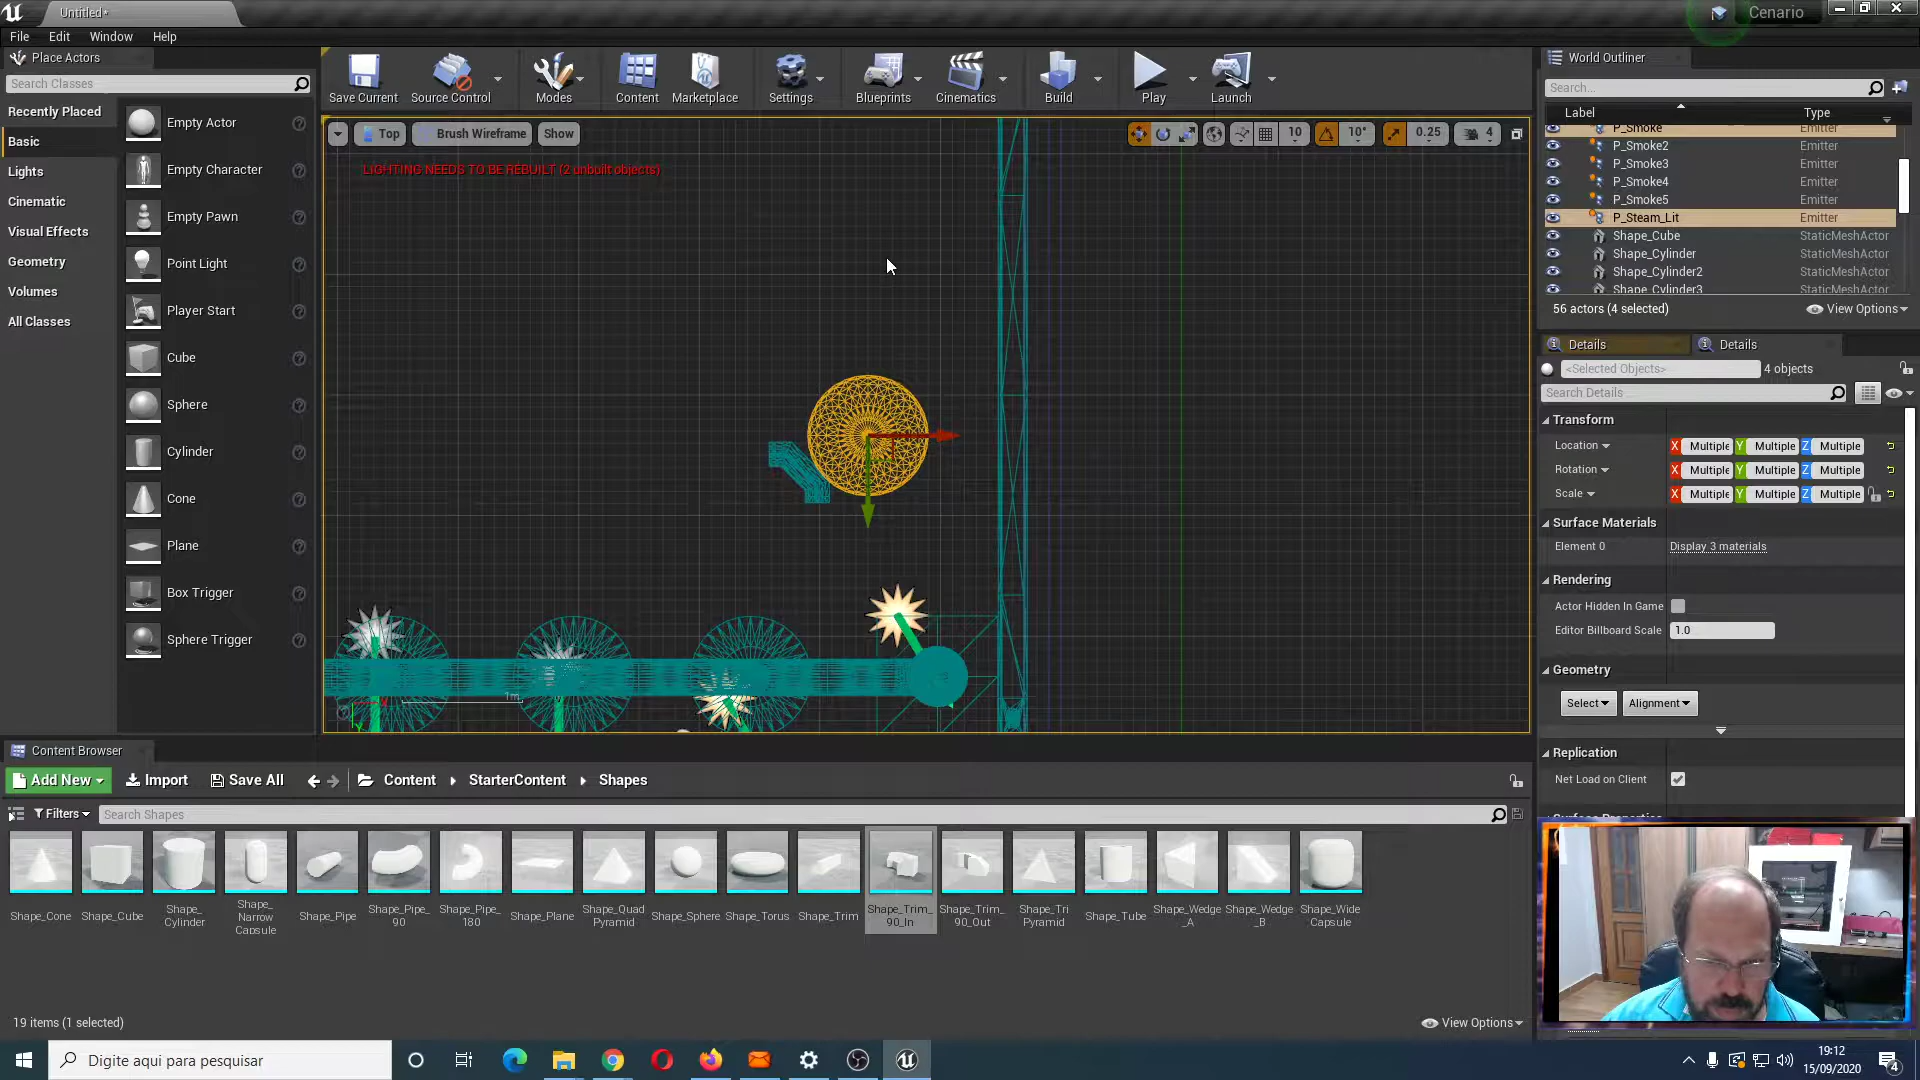 Untitled*
Cenario
File Edit Window Help
Place Actors
Search Classes
Recently Placed
Basic
Lights
Cinematic
Visual Effects
Geometry
Volumes
All Classes
Empty Actor
Empty Character
Empty Pawn
Point Light
Player Start
Cube
Sphere
Cylinder
Cone
Plane
Box Trigger
Sphere Trigger
Save Current
Source Control
Modes
Content
Marketplace
Settings
Blueprints
Cinematics
Build
Play
Launch
Top
Brush Wireframe
Show
10
10°
0.25
4
LIGHTING NEEDS TO BE REBUILT (2 unbuilt objects)
1m
World Outliner
Search...
Label Type
P_Smoke Emitter
P_Smoke2 Emitter
P_Smoke3 Emitter
P_Smoke4 Emitter
P_Smoke5 Emitter
P_Steam_Lit Emitter
Shape_Cube StaticMeshActor
Shape_Cylinder StaticMeshActor
Shape_Cylinder2 StaticMeshActor
Shape_Cylinder3 StaticMeshActor
56 actors (4 selected)
View Options
Details
Details
<Selected Objects>
4 objects
Search Details
Transform
Location X Multiple Y Multiple Z Multiple
Rotation X Multiple Y Multiple Z Multiple
Scale X Multiple Y Multiple Z Multiple
Surface Materials
Element 0 Display 3 materials
Rendering
Actor Hidden In Game
Editor Billboard Scale 1.0
Geometry
Select Alignment
Replication
Net Load on Client
Content Browser
Add New Import Save All Content StarterContent Shapes
Filters Search Shapes
Shape_Cone
Shape_Cube
Shape_
Cylinder
Shape_
Narrow
Capsule
Shape_Pipe
Shape_Pipe_
90
Shape_Pipe_
180
Shape_Plane
Shape_Quad
Pyramid
Shape_Sphere
Shape_Torus
Shape_Trim
Shape_Trim_
90_In
Shape_Trim_
90_Out
Shape_Tri
Pyramid
Shape_Tube
Shape_Wedge
_A
Shape_Wedge
_B
Shape_Wide
Capsule
19 items (1 selected)
View Options
Digite aqui para pesquisar
19:12
15/09/2020
4